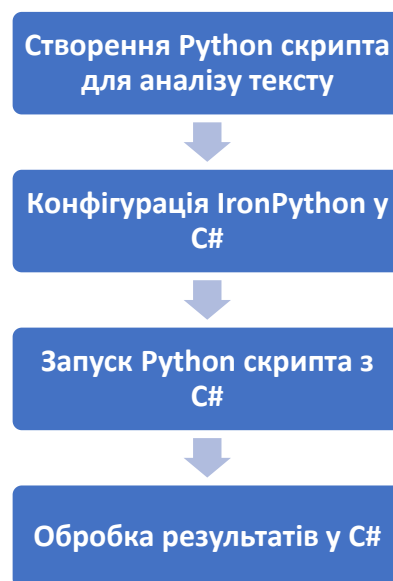 Створення Python скрипта
для аналізу тексту
Конфігурація IronPython у
C#
Запуск Python скрипта з
C#
Обробка результатів у C#